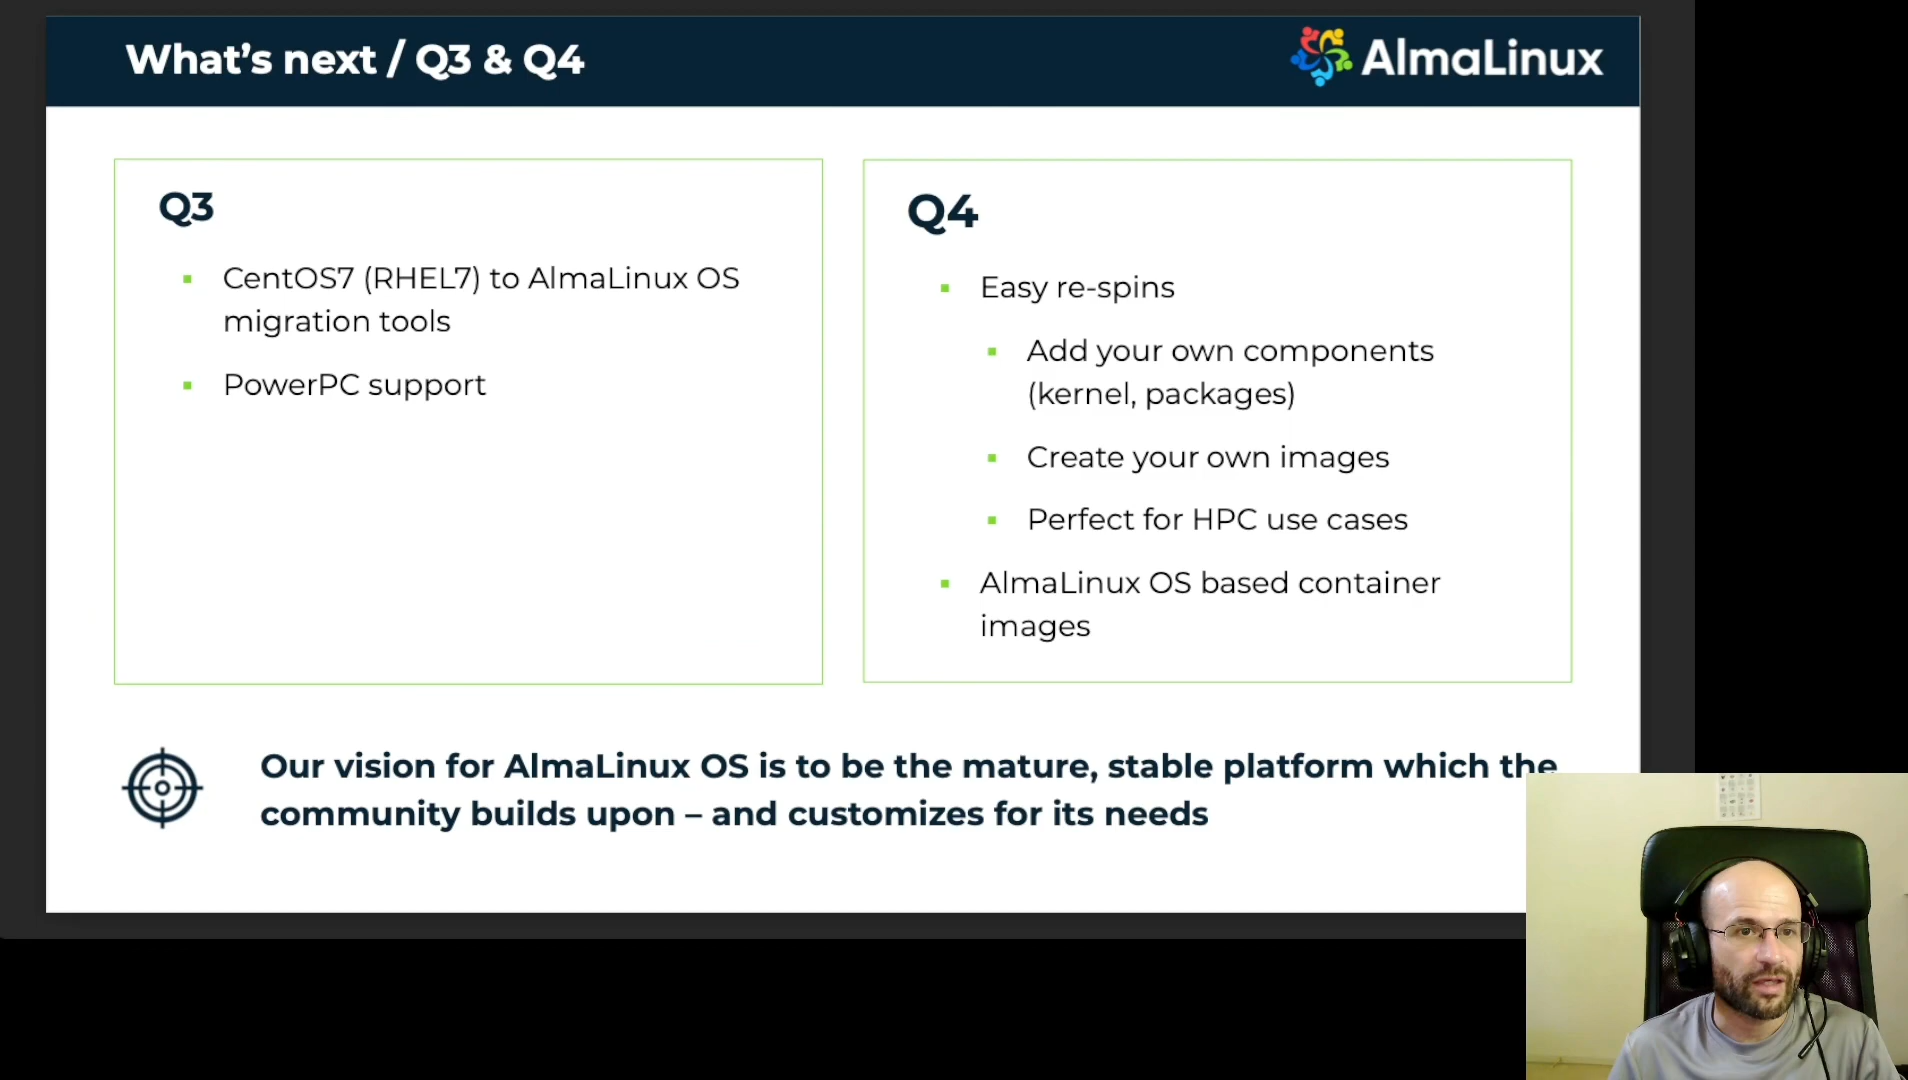 What’s next / Q3 & Q4
AlmaLinux
Q3
CentOS7 (RHEL7) to AlmaLinux OS
migration tools
PowerPC support
Q4
Easy re-spins
Add your own components
(kernel, packages)
Create your own images
Perfect for HPC use cases
AlmaLinux OS based container
images
Our vision for AlmaLinux OS is to be the mature, stable platform which the
community builds upon – and customizes for its needs